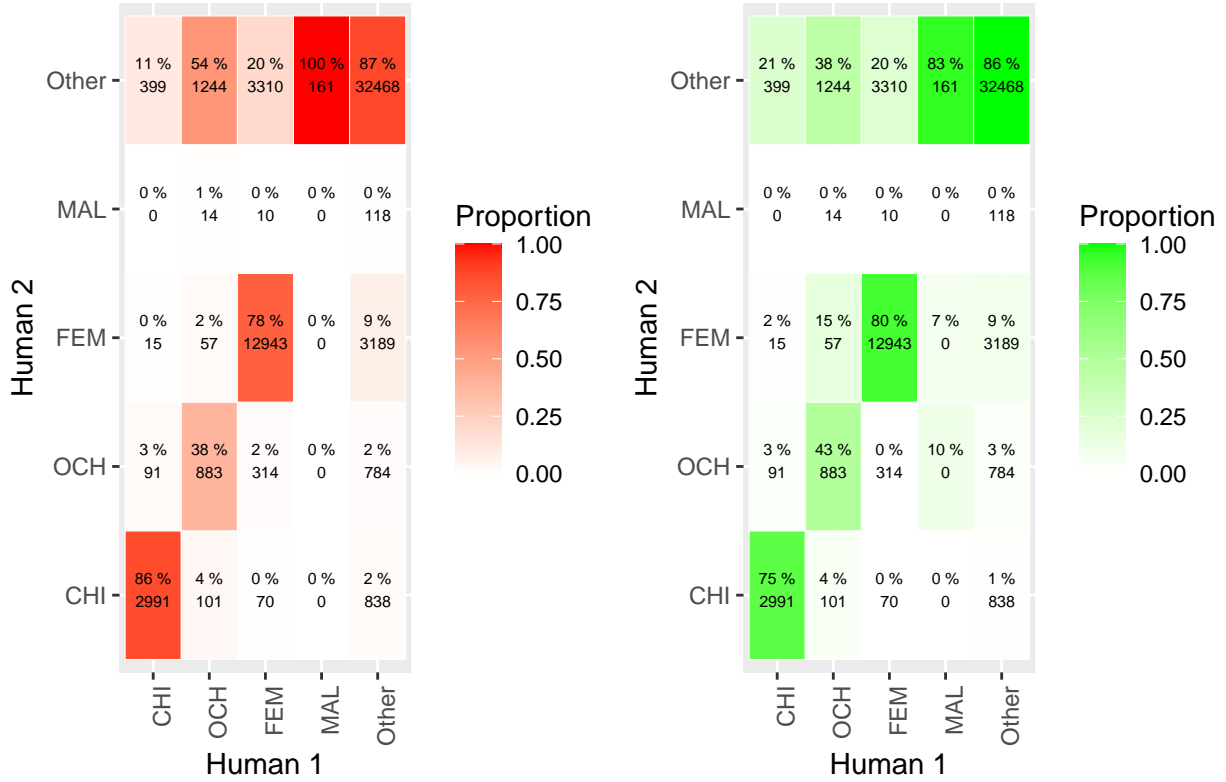 11 % 54 % 20 % 100 % 87 %
Other 399 1244 3310 161 32468
0 % 1 % 0 % 0 % 0 %
MAL 0 14 10 0 118
0 % 2 % 78 % 0 % 9 %
FEM 15 57 12943 0 3189
3 % 38 % 2 % 0 % 2 %
OCH 91 883 314 0 784
86 % 4 % 0 % 0 % 2 %
CHI 2991 101 70 0 838
Human 2
CHI OCH FEM MAL Other
Human 1
Proportion
1.00
0.75
0.50
0.25
0.00
21 % 38 % 20 % 83 % 86 %
Other 399 1244 3310 161 32468
0 % 0 % 0 % 0 % 0 %
MAL 0 14 10 0 118
2 % 15 % 80 % 7 % 9 %
FEM 15 57 12943 0 3189
3 % 43 % 0 % 10 % 3 %
OCH 91 883 314 0 784
75 % 4 % 0 % 0 % 1 %
CHI 2991 101 70 0 838
Human 2
CHI OCH FEM MAL Other
Human 1
Proportion
1.00
0.75
0.50
0.25
0.00